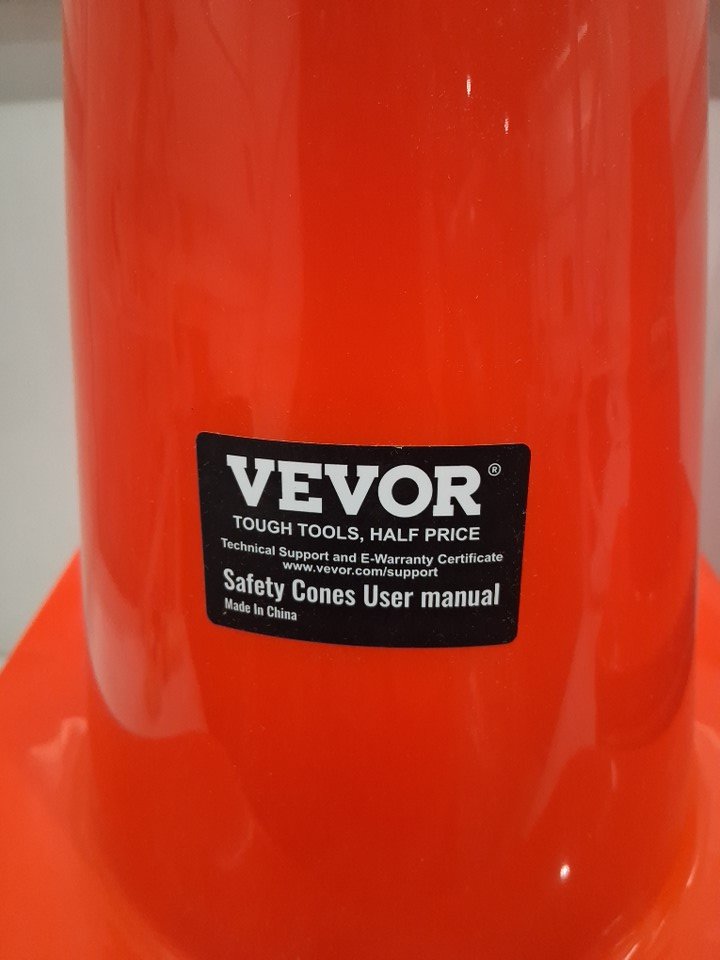 VEVOR®
TOUGH TOOLS, HALF PRICE
Technical Support and E-Warranty Certificate
www.vevor.com/support
Safety Cones User manual
Made In China